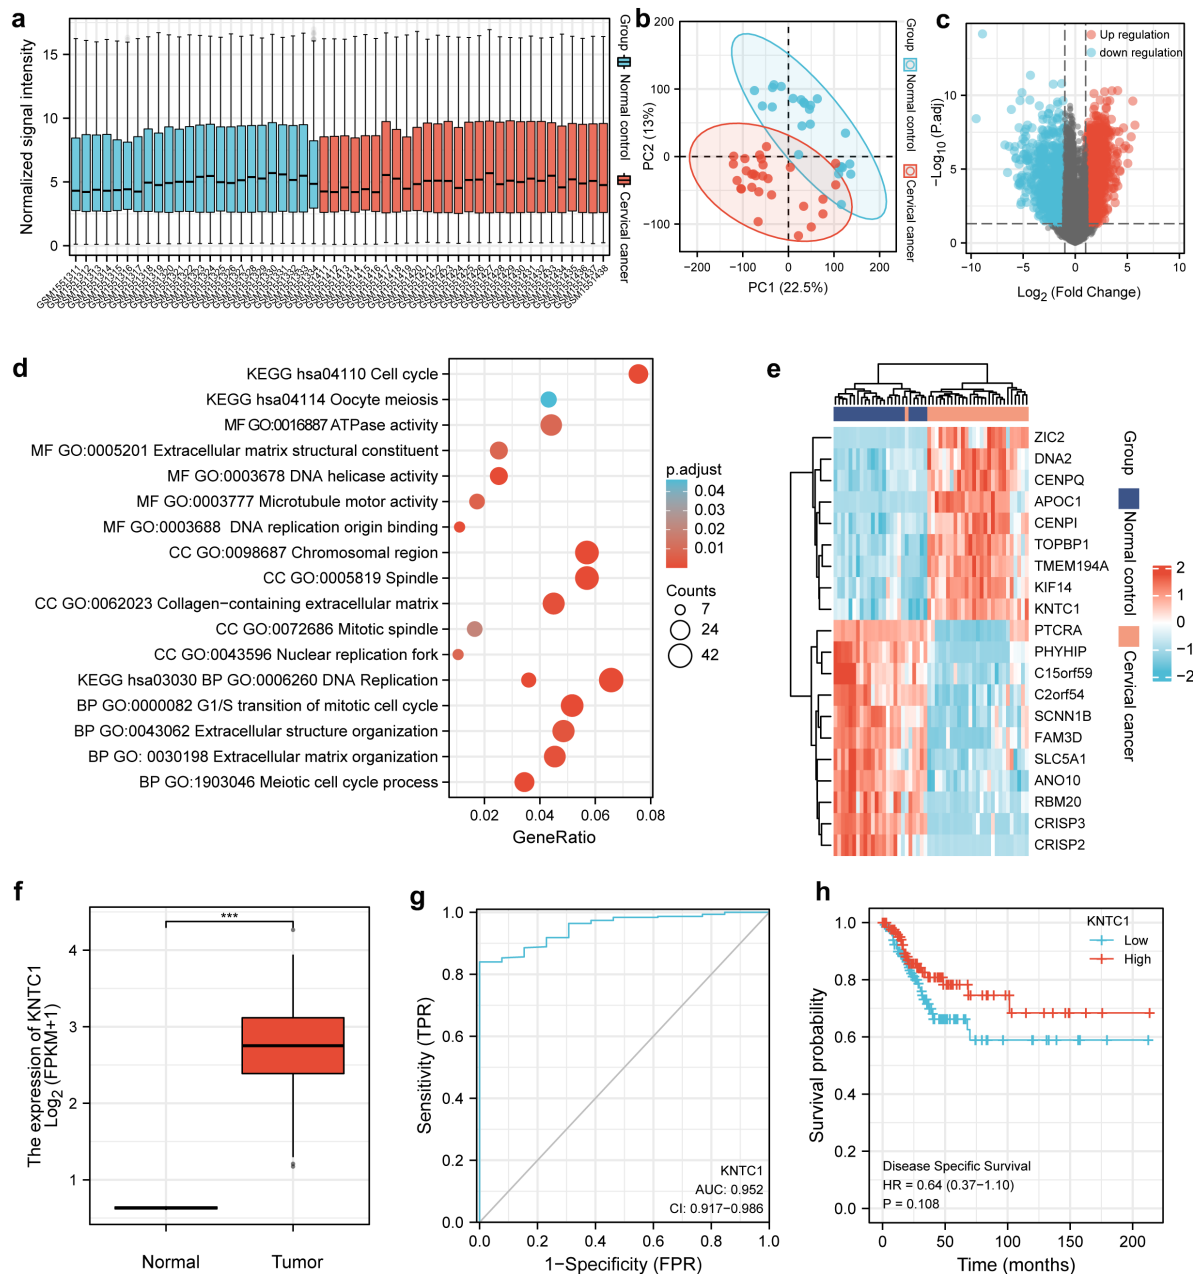 a
Normalized signal intensity
15
10
5
0
Group
Normal control
Cervical cancer
b
PC2 (13%)
200
100
0
−100
−200
−100
0
100
200
PC1 (22.5%)
Group
Normal control
Cervical cancer
c
−Log10 (P.adj)
Up regulation
down regulation
10
5
0
−10
−5
0
5
10
Log2 (Fold Change)
d
KEGG hsa04110 Cell cycle
KEGG hsa04114 Oocyte meiosis
MF GO:0016887 ATPase activity
MF GO:0005201 Extracellular matrix structural constituent
MF GO:0003678 DNA helicase activity
MF GO:0003777 Microtubule motor activity
MF GO:0003688 DNA replication origin binding
CC GO:0098687 Chromosomal region
CC GO:0005819 Spindle
CC GO:0062023 Collagen−containing extracellular matrix
CC GO:0072686 Mitotic spindle
CC GO:0043596 Nuclear replication fork
KEGG hsa03030 BP GO:0006260 DNA Replication
BP GO:0000082 G1/S transition of mitotic cell cycle
BP GO:0043062 Extracellular structure organization
BP GO: 0030198 Extracellular matrix organization
BP GO:1903046 Meiotic cell cycle process
0.02
0.04
0.06
0.08
GeneRatio
p.adjust
0.04
0.03
0.02
0.01
Counts
7
24
42
e
ZIC2
DNA2
CENPQ
APOC1
CENPI
TOPBP1
TMEM194A
KIF14
KNTC1
PTCRA
PHYHIP
C15orf59
C2orf54
SCNN1B
FAM3D
SLC5A1
ANO10
RBM20
CRISP3
CRISP2
Group
Normal control
Cervical cancer
2
1
0
−1
−2
f
The expression of KNTC1
Log2 (FPKM+1)
***
4
3
2
1
Normal
Tumor
g
Sensitivity (TPR)
1.0
0.8
0.6
0.4
0.2
0.0
KNTC1
AUC: 0.952
CI: 0.917−0.986
0.0
0.2
0.4
0.6
0.8
1.0
1−Specificity (FPR)
h
Survival probability
1.0
0.8
0.6
0.4
0.2
0.0
KNTC1
Low
High
Disease Specific Survival
HR = 0.64 (0.37−1.10)
P = 0.108
0
50
100
150
200
Time (months)